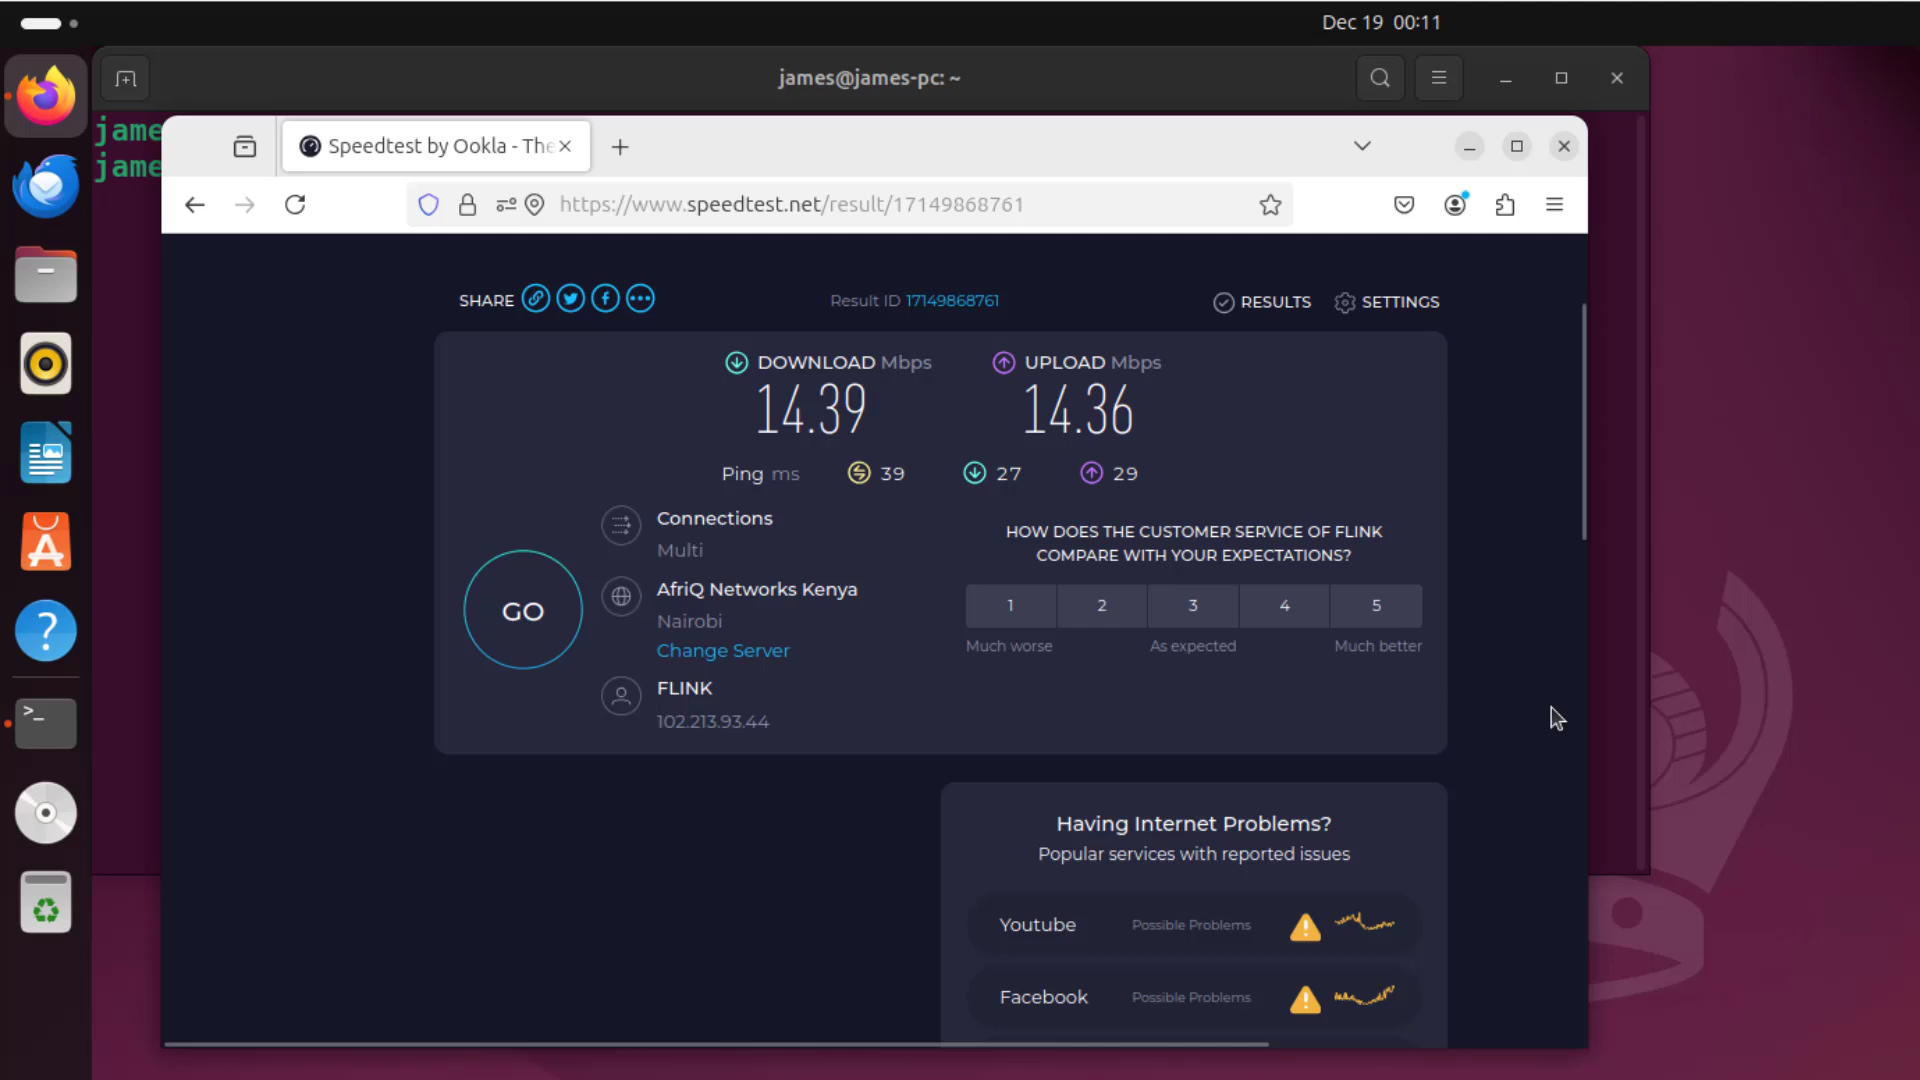 Dec 19 00:11
james@james-pc: ~
jame
jame
Speedtest by Ookla - The
https://www.speedtest.net/result/17149868761
SHARE
Result ID 17149868761
RESULTS
SETTINGS
DOWNLOAD Mbps
14.39
UPLOAD Mbps
14.36
Ping ms 39 27 29
GO
Connections
Multi
AfriQ Networks Kenya
Nairobi
Change Server
FLINK
102.213.93.44
HOW DOES THE CUSTOMER SERVICE OF FLINK
COMPARE WITH YOUR EXPECTATIONS?
1 2 3 4 5
Much worse As expected Much better
Having Internet Problems?
Popular services with reported issues
Youtube Possible Problems
Facebook Possible Problems